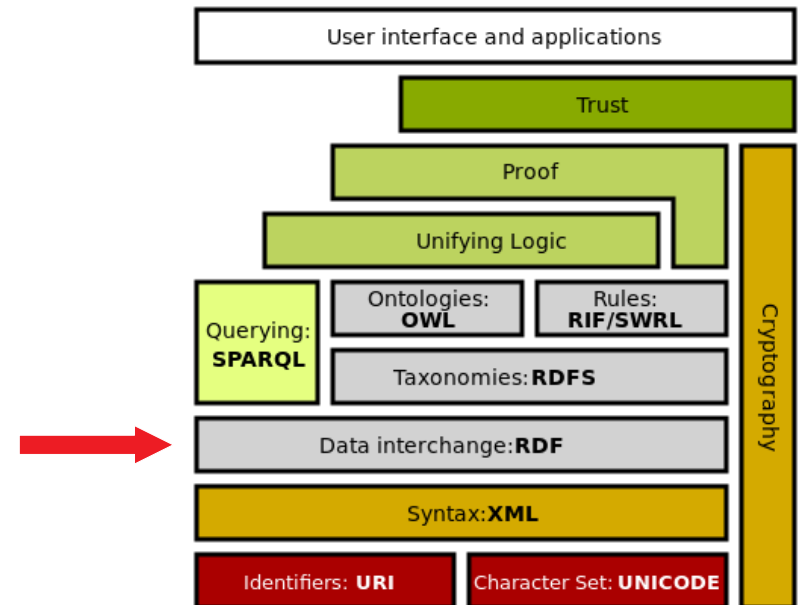 User interface and applications
Trust
Proof
Unifying Logic
Querying:
SPARQL
Ontologies:
OWL
Rules:
RIF/SWRL
Taxonomies: RDFS
Data interchange:RDF
Syntax:XML
Identifiers: URI
Character Set: UNICODE
Cryptography